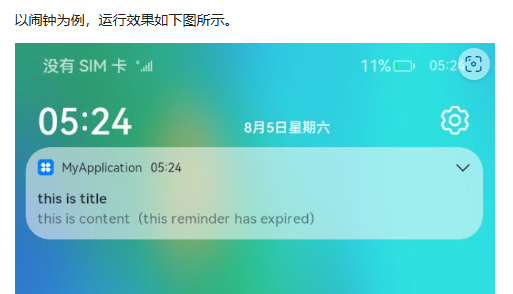 以闹钟为例，运行效果如下图所示。
没有 SIM 卡 11% 05:2
05:24 8月5日星期六
MyApplication 05:24
this is title
this is content（this reminder has expired）